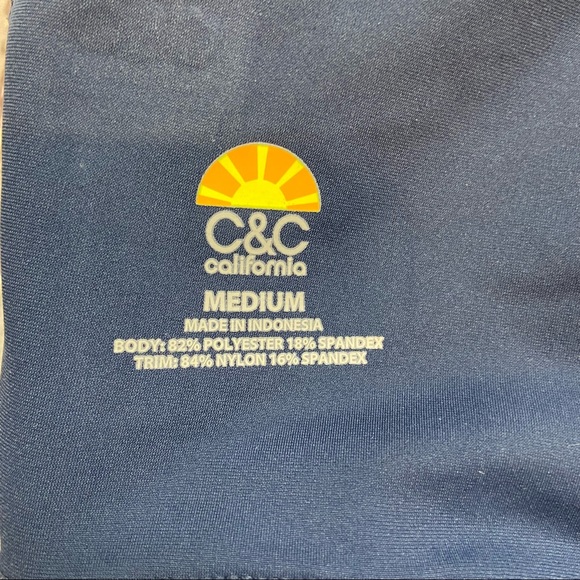 C&C
california
MEDIUM
MADE IN INDONESIA
BODY: 82% POLYESTER 18% SPANDEX
TRIM: 84% NYLON 16% SPANDEX